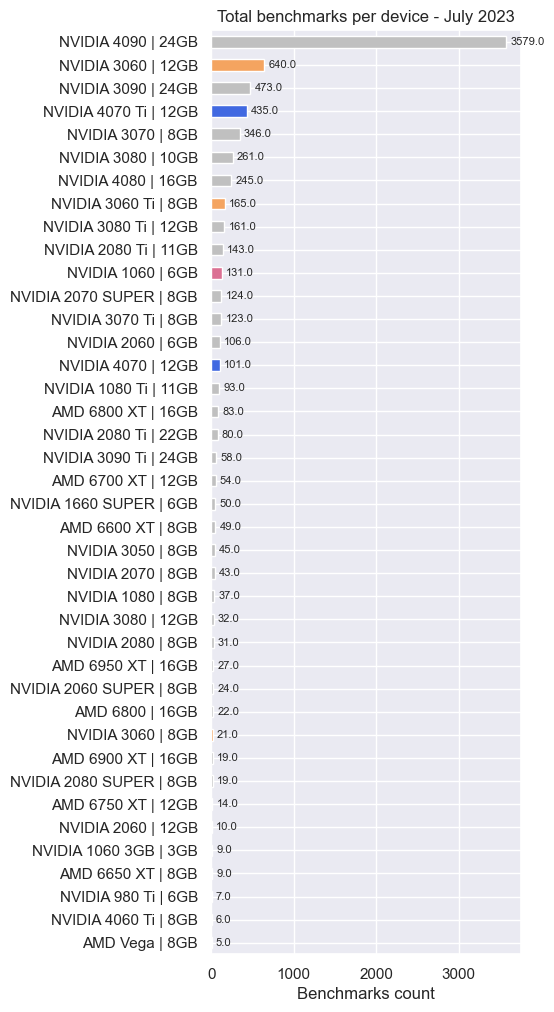 Total benchmarks per device - July 2023
NVIDIA 4090 | 24GB 3579.0
NVIDIA 3060 | 12GB 640.0
NVIDIA 3090 | 24GB 473.0
NVIDIA 4070 Ti | 12GB 435.0
NVIDIA 3070 | 8GB 346.0
NVIDIA 3080 | 10GB 261.0
NVIDIA 4080 | 16GB 245.0
NVIDIA 3060 Ti | 8GB 165.0
NVIDIA 3080 Ti | 12GB 161.0
NVIDIA 2080 Ti | 11GB 143.0
NVIDIA 1060 | 6GB 131.0
NVIDIA 2070 SUPER | 8GB 124.0
NVIDIA 3070 Ti | 8GB 123.0
NVIDIA 2060 | 6GB 106.0
NVIDIA 4070 | 12GB 101.0
NVIDIA 1080 Ti | 11GB 93.0
AMD 6800 XT | 16GB 83.0
NVIDIA 2080 Ti | 22GB 80.0
NVIDIA 3090 Ti | 24GB 58.0
AMD 6700 XT | 12GB 54.0
NVIDIA 1660 SUPER | 6GB 50.0
AMD 6600 XT | 8GB 49.0
NVIDIA 3050 | 8GB 45.0
NVIDIA 2070 | 8GB 43.0
NVIDIA 1080 | 8GB 37.0
NVIDIA 3080 | 12GB 32.0
NVIDIA 2080 | 8GB 31.0
AMD 6950 XT | 16GB 27.0
NVIDIA 2060 SUPER | 8GB 24.0
AMD 6800 | 16GB 22.0
NVIDIA 3060 | 8GB 21.0
AMD 6900 XT | 16GB 19.0
NVIDIA 2080 SUPER | 8GB 19.0
AMD 6750 XT | 12GB 14.0
NVIDIA 2060 | 12GB 10.0
NVIDIA 1060 3GB | 3GB 9.0
AMD 6650 XT | 8GB 9.0
NVIDIA 980 Ti | 6GB 7.0
NVIDIA 4060 Ti | 8GB 6.0
AMD Vega | 8GB 5.0
0 1000 2000 3000
Benchmarks count